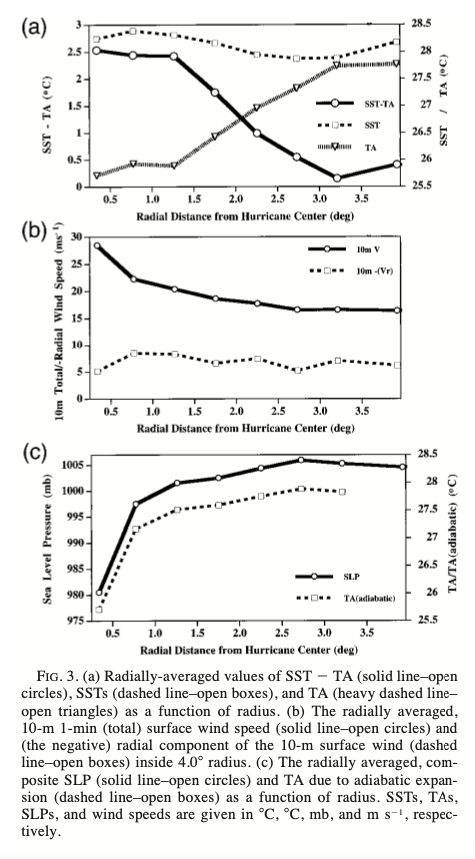 (a)
3
2.5
2
1.5
1
0.5
0
SST - TA (°C)
28.5
28
27.5
27
26.5
26
25.5
SST / TA (°C)
SST-TA
SST
TA
0.5 1.0 1.5 2.0 2.5 3.0 3.5
Radial Distance from Hurricane Center (deg)
(b)
30
25
20
15
10
5
0
10m Total/-Radial Wind Speed (ms⁻¹)
10m V
10m -(Vr)
0.5 1.0 1.5 2.0 2.5 3.0 3.5
Radial Distance from Hurricane Center (deg)
(c)
1005
1000
995
990
985
980
975
Sea Level Pressure (mb)
28.5
28
27.5
27
26.5
26
25.5
TA/TA(adiabatic) (°C)
SLP
TA(adiabatic)
0.5 1.0 1.5 2.0 2.5 3.0 3.5
Radial Distance from Hurricane Center (deg)
FIG. 3. (a) Radially-averaged values of SST − TA (solid line–open
circles), SSTs (dashed line–open boxes), and TA (heavy dashed line–
open triangles) as a function of radius. (b) The radially averaged,
10-m 1-min (total) surface wind speed (solid line–open circles) and
(the negative) radial component of the 10-m surface wind (dashed
line–open boxes) inside 4.0° radius. (c) The radially averaged, com-
posite SLP (solid line–open circles) and TA due to adiabatic expan-
sion (dashed line–open boxes) as a function of radius. SSTs, TAs,
SLPs, and wind speeds are given in °C, °C, mb, and m s⁻¹, respec-
tively.